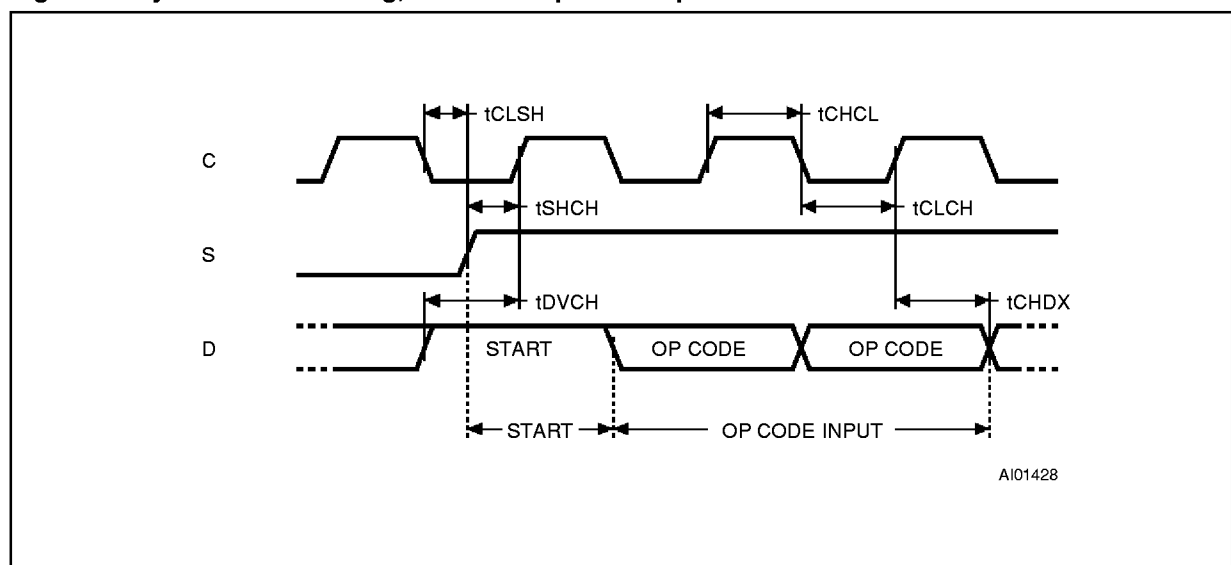 tCLSH
tCHCL
C
tSHCH
tCLCH
S
tDVCH
tCHDX
D
START
OP CODE
OP CODE
START
OP CODE INPUT
AI01428